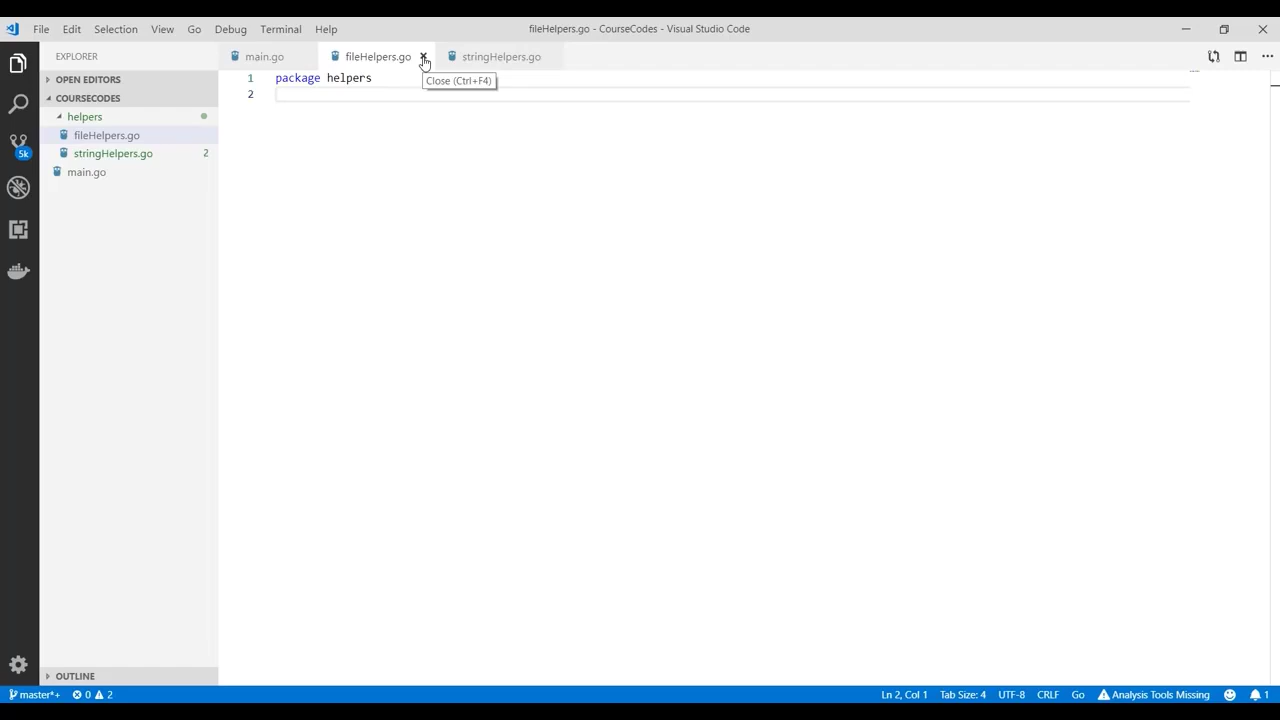 File Edit Selection View Go Debug Terminal Help
fileHelpers.go - CourseCodes - Visual Studio Code
EXPLORER
main.go
fileHelpers.go
stringHelpers.go
OPEN EDITORS
1 package helpers
Close (Ctrl+F4)
2
COURSECODES
helpers
fileHelpers.go
stringHelpers.go 2
5k
main.go
OUTLINE
master*+ 0 2
Ln 2, Col 1 Tab Size: 4 UTF-8 CRLF Go Analysis Tools Missing 1